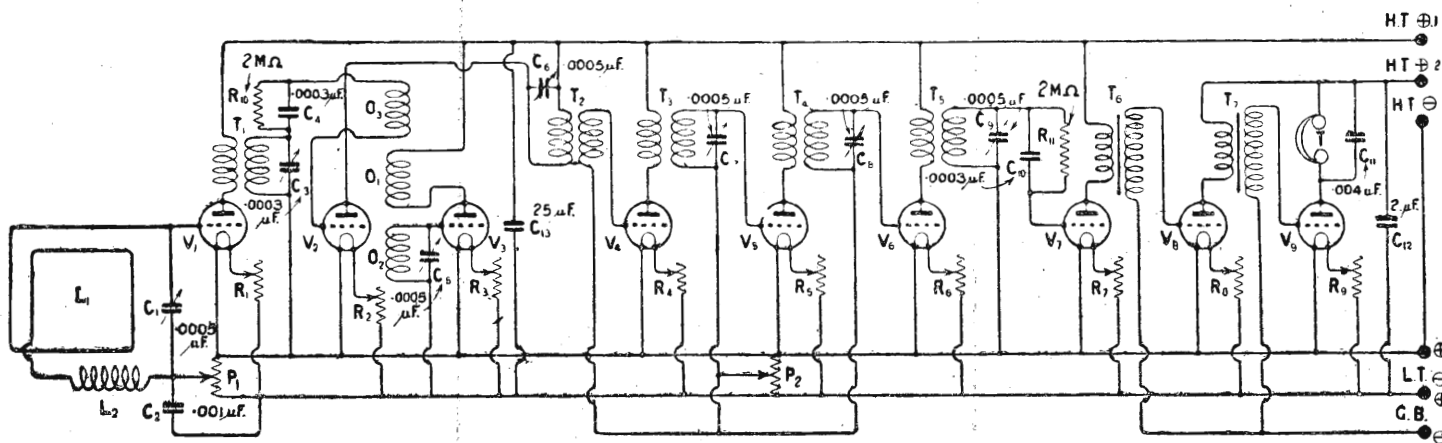 H.T ⊕ 1
HT ⊕ 2
HT ⊖
2MΩ
R10
.0003μF.
C4
O3
C6
.0005μF.
T1
T2
T3
.0005μF.
T4
.0005μF.
T5
.0005μF.
C9
2MΩ
R11
T6
T7
T
C3
.0003
μF.
O1
C7
C8
C10
.0003μF.
C11
.004μF.
V1
V2
O2
V3
25μF.
C13
V4
V5
V6
V7
V8
V9
2μF.
C12
L1
C1
.0005
μF.
R1
R2
C6
.0005
μF.
R3
R4
R5
R6
R7
R8
R9
P1
P2
⊕
L.T. ⊖
⊕
G.B.
⊖
L2
C2
.001μF.